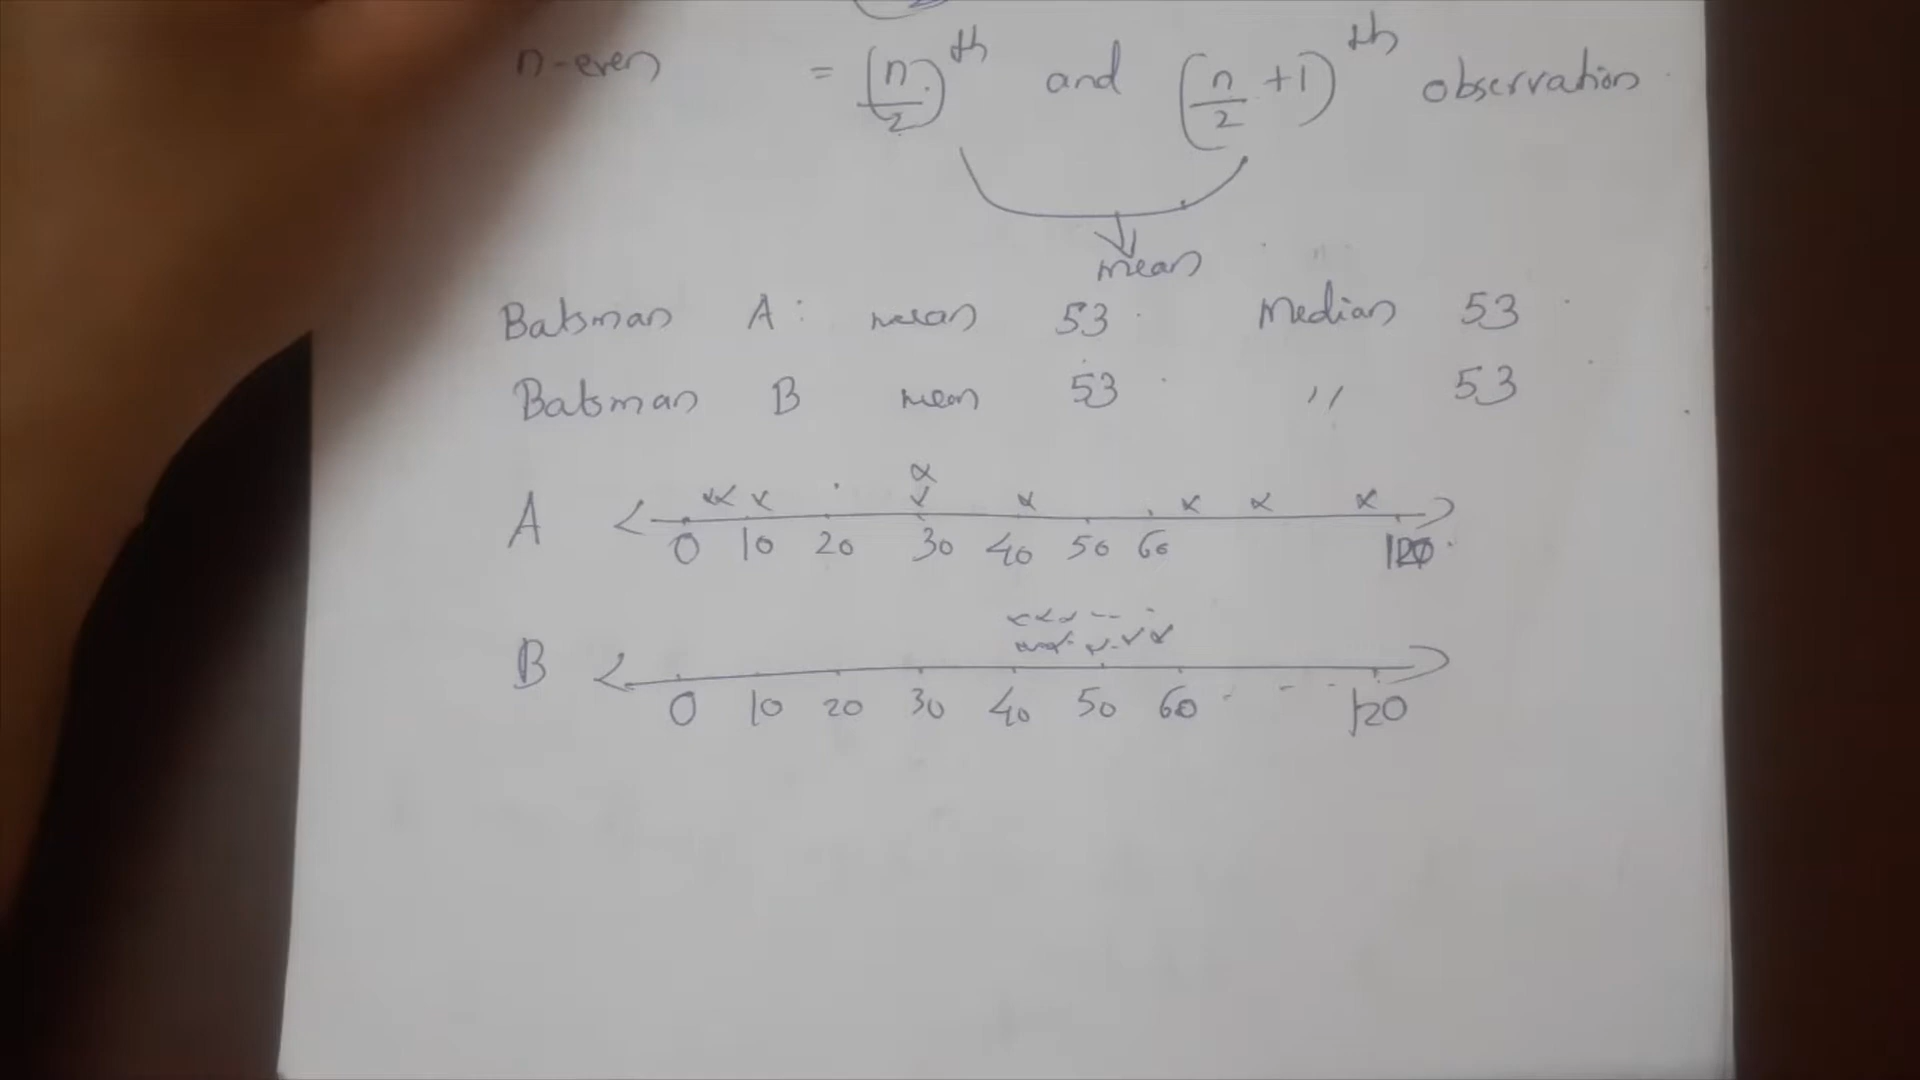 n-even = (n/2)th and (n/2 +1)th observation
mean
Batsman A: mean 53 Median 53
Batsman B mean 53 " 53
A
0 10 20 30 40 50 60 120
B
0 10 20 30 40 50 60 - - - 120